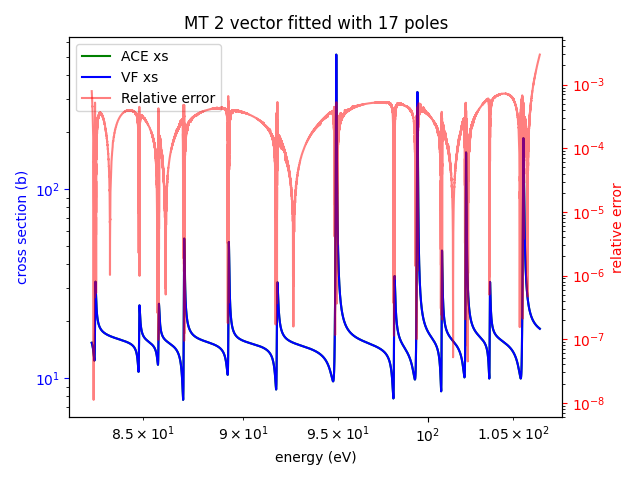 MT 2 vector fitted with 17 poles
ACE xs
VF xs
Relative error
cross section (b)
10²
10¹
10⁻³
10⁻⁴
10⁻⁵
10⁻⁶
10⁻⁷
10⁻⁸
relative error
8.5 × 10¹
9 × 10¹
9.5 × 10¹
10²
1.05 × 10²
energy (eV)